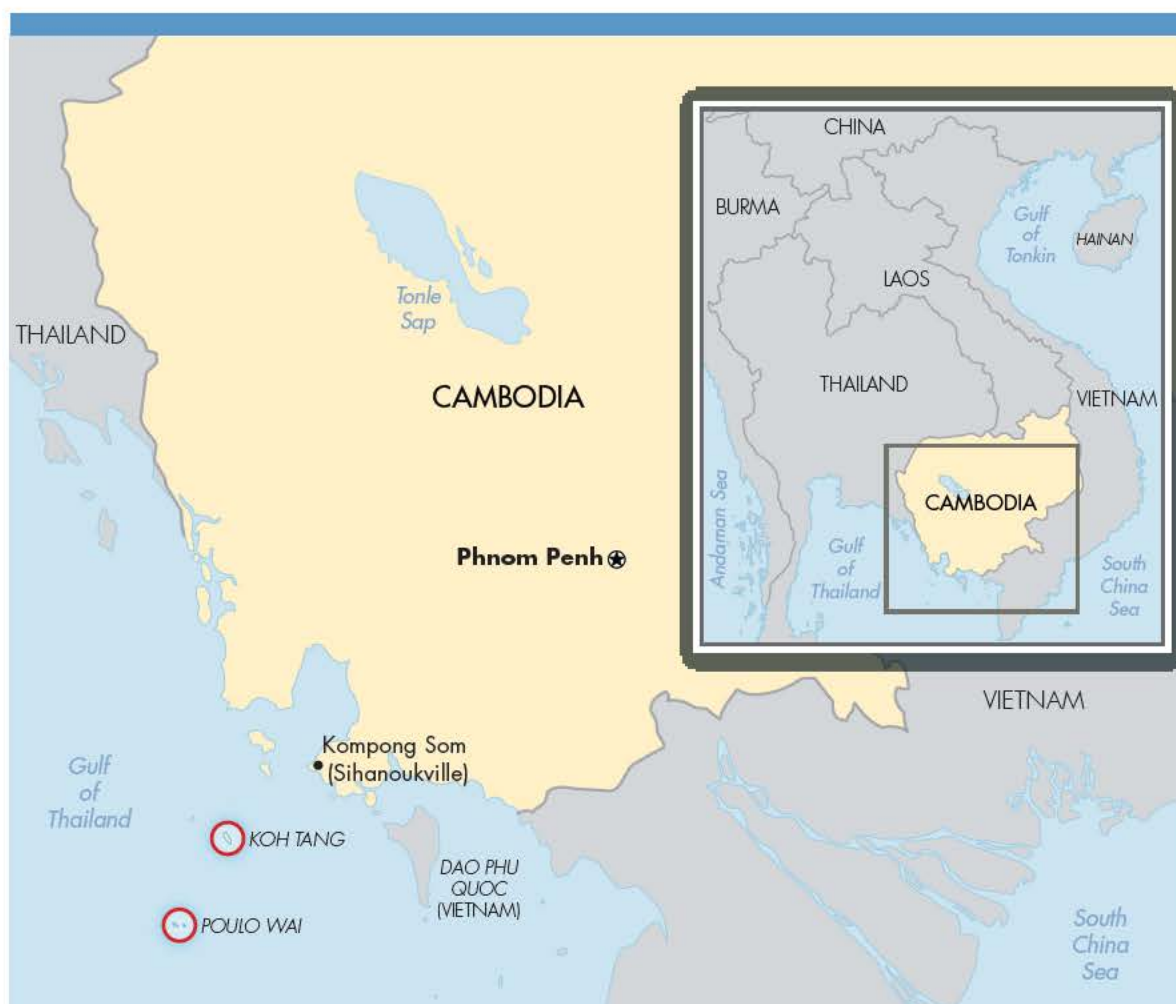 THAILAND
Tonle
Sap
CAMBODIA
Phnom Penh
Kompong Som
(Sihanoukville)
Gulf
of
Thailand
KOH TANG
POULO WAI
DAO PHU
QUOC
(VIETNAM)
VIETNAM
South
China
Sea
CHINA
BURMA
Gulf
of
Tonkin
HAINAN
LAOS
THAILAND
VIETNAM
Andaman Sea
CAMBODIA
Gulf
of
Thailand
South
China
Sea